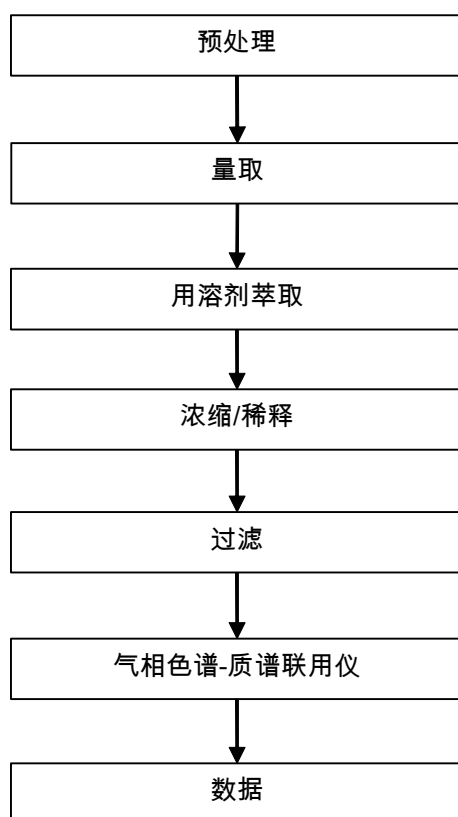 预处理
量取
用溶剂萃取
浓缩/稀释
过滤
气相色谱-质谱联用仪
数据